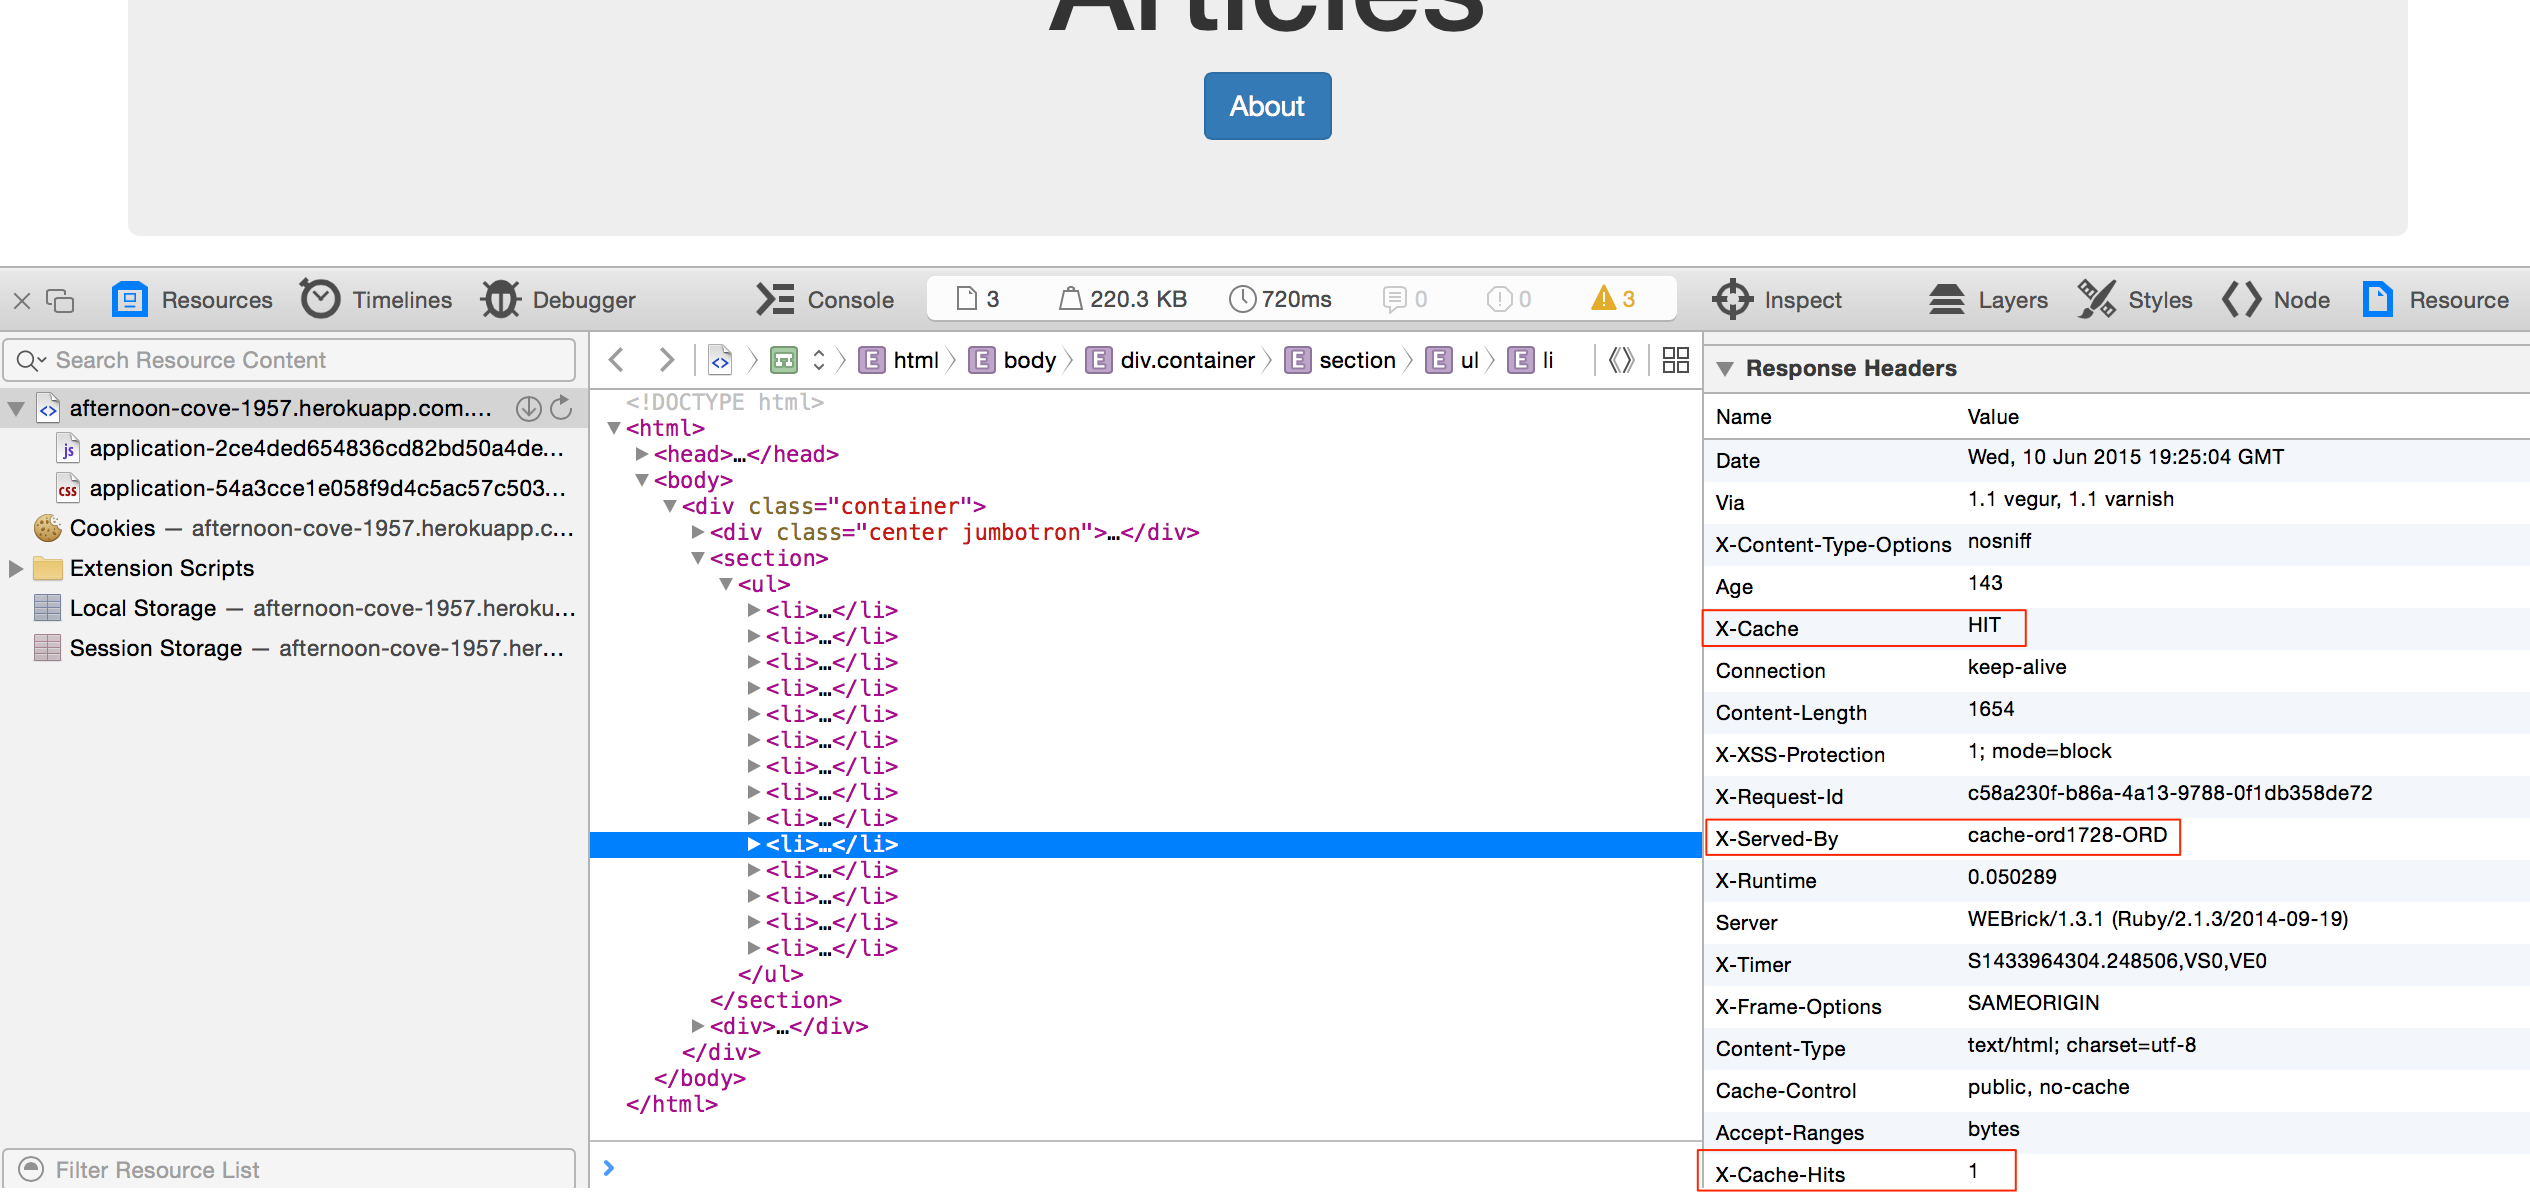 Articles
About
Resources Timelines Debugger Console 3 220.3 KB 720ms 0 0 3 Inspect Layers Styles Node Resource
Search Resource Content
afternoon-cove-1957.herokuapp.com....
application-2ce4ded654836cd82bd50a4de...
application-54a3cce1e058f9d4c5ac57c503...
Cookies — afternoon-cove-1957.herokuapp.c...
Extension Scripts
Local Storage — afternoon-cove-1957.heroku...
Session Storage — afternoon-cove-1957.her...
Filter Resource List
html body div.container section ul li
<!DOCTYPE html>
<html>
<head>…</head>
<body>
<div class="container">
<div class="center jumbotron">…</div>
<section>
<ul>
<li>…</li>
<li>…</li>
<li>…</li>
<li>…</li>
<li>…</li>
<li>…</li>
<li>…</li>
<li>…</li>
<li>…</li>
<li>…</li>
<li>…</li>
<li>…</li>
<li>…</li>
<li>…</li>
</ul>
</section>
<div>…</div>
</div>
</body>
</html>
Response Headers
Name Value
Date Wed, 10 Jun 2015 19:25:04 GMT
Via 1.1 vegur, 1.1 varnish
X-Content-Type-Options nosniff
Age 143
X-Cache HIT
Connection keep-alive
Content-Length 1654
X-XSS-Protection 1; mode=block
X-Request-Id c58a230f-b86a-4a13-9788-0f1db358de72
X-Served-By cache-ord1728-ORD
X-Runtime 0.050289
Server WEBrick/1.3.1 (Ruby/2.1.3/2014-09-19)
X-Timer S1433964304.248506,VS0,VE0
X-Frame-Options SAMEORIGIN
Content-Type text/html; charset=utf-8
Cache-Control public, no-cache
Accept-Ranges bytes
X-Cache-Hits 1